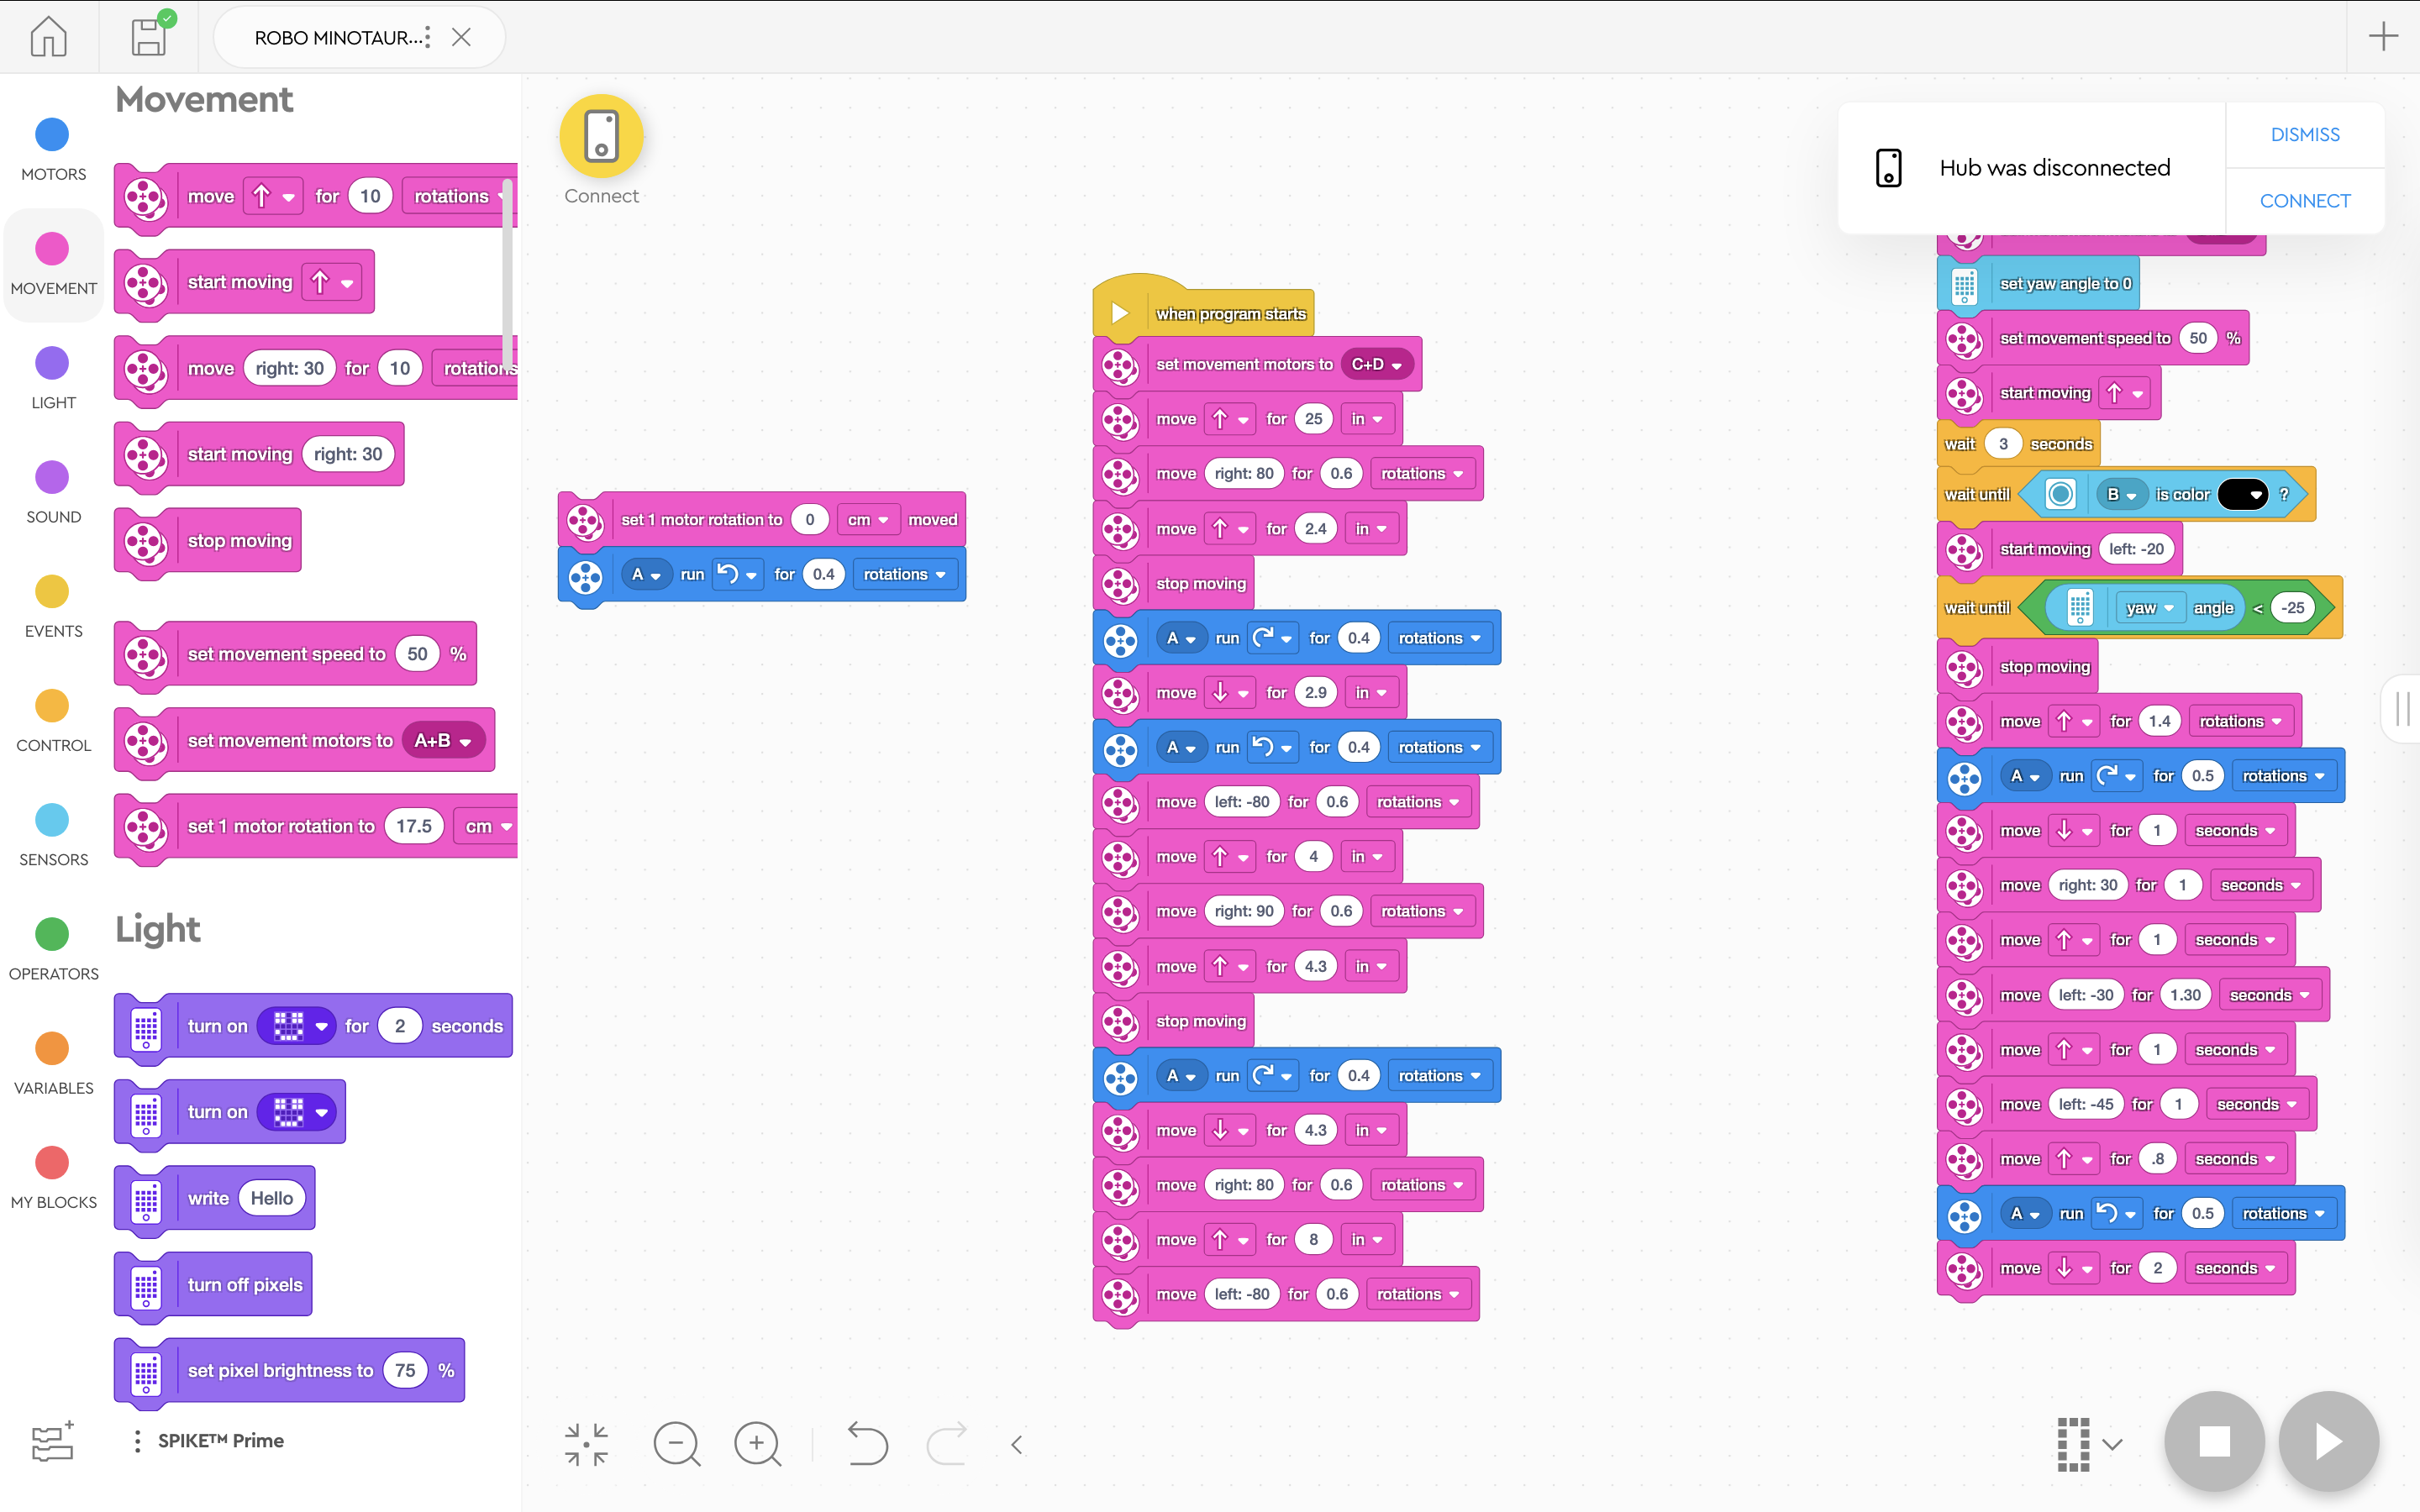 ROBO MINOTAUR...
Movement
MOTORS
MOVEMENT
LIGHT
SOUND
EVENTS
CONTROL
SENSORS
OPERATORS
VARIABLES
MY BLOCKS
move for 10 rotations
start moving
move right: 30 for 10 rotations
start moving right: 30
stop moving
set movement speed to 50 %
set movement motors to A+B
set 1 motor rotation to 17.5 cm
Light
turn on for 2 seconds
turn on
write Hello
turn off pixels
set pixel brightness to 75 %
SPIKE™ Prime
Connect
set 1 motor rotation to 0 cm moved
A run for 0.4 rotations
when program starts
set movement motors to C+D
move for 25 in
move right: 80 for 0.6 rotations
move for 2.4 in
stop moving
A run for 0.4 rotations
move for 2.9 in
A run for 0.4 rotations
move left: -80 for 0.6 rotations
move for 4 in
move right: 90 for 0.6 rotations
move for 4.3 in
stop moving
A run for 0.4 rotations
move for 4.3 in
move right: 80 for 0.6 rotations
move for 8 in
move left: -80 for 0.6 rotations
Hub was disconnected
DISMISS
CONNECT
set yaw angle to 0
set movement speed to 50 %
start moving
wait 3 seconds
wait until B is color ?
start moving left: -20
wait until yaw angle < -25
stop moving
move for 1.4 rotations
A run for 0.5 rotations
move for 1 seconds
move right: 30 for 1 seconds
move for 1 seconds
move left: -30 for 1.30 seconds
move for 1 seconds
move left: -45 for 1 seconds
move for .8 seconds
A run for 0.5 rotations
move for 2 seconds